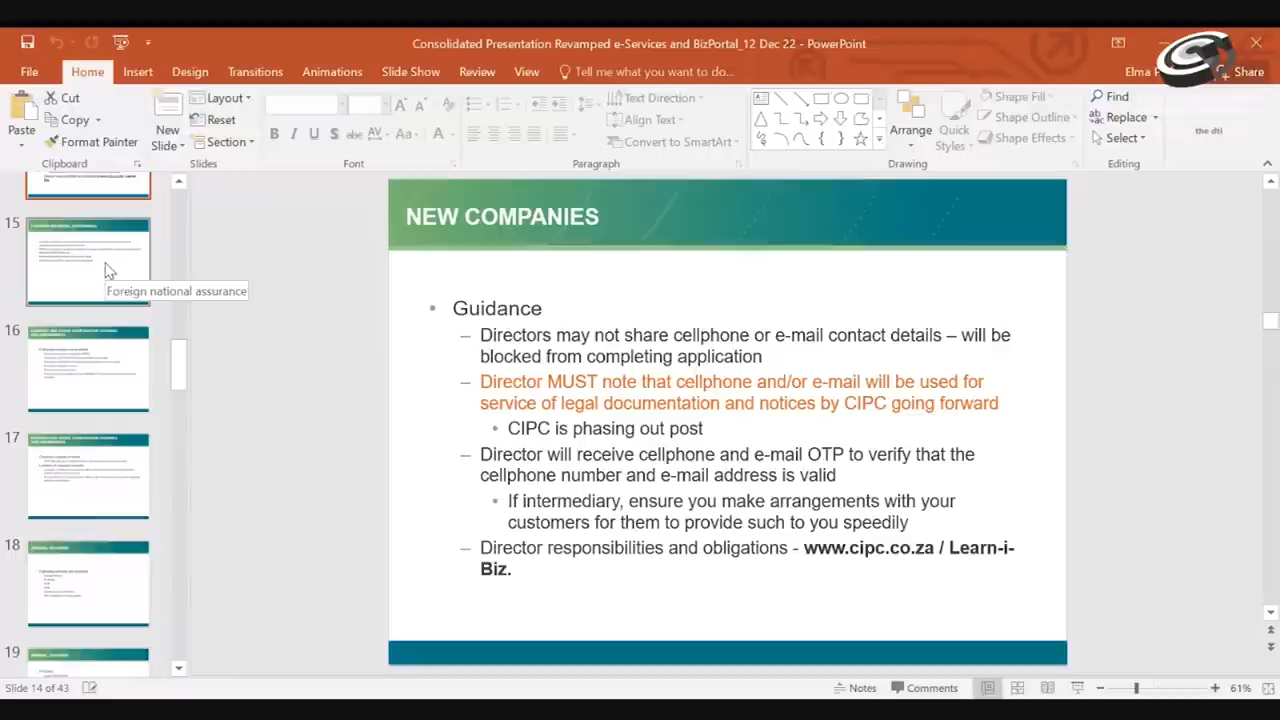 Consolidated Presentation Revamped e-Services and BizPortal_12 Dec 22 - PowerPoint
File Home Insert Design Transitions Animations Slide Show Review View Tell me what you want to do... Elma Share
Cut
Copy
Format Painter
Paste
Clipboard
New Slide
Layout
Reset
Section
Slides
B I U S abc AV Aa A
Font
Text Direction
Align Text
Convert to SmartArt
Paragraph
Arrange
Quick Styles
Shape Fill
Shape Outline
Shape Effects
Drawing
Find
Replace
Select
Editing
the dti
15
Foreign national assurance
16
17
18
19
NEW COMPANIES
• Guidance
– Directors may not share cellphone or e-mail contact details – will be
blocked from completing application
– Director MUST note that cellphone and/or e-mail will be used for
service of legal documentation and notices by CIPC going forward
• CIPC is phasing out post
– Director will receive cellphone and e-mail OTP to verify that the
cellphone number and e-mail address is valid
• If intermediary, ensure you make arrangements with your
customers for them to provide such to you speedily
– Director responsibilities and obligations - www.cipc.co.za / Learn-i-
Biz.
Slide 14 of 43
Notes
Comments
61%